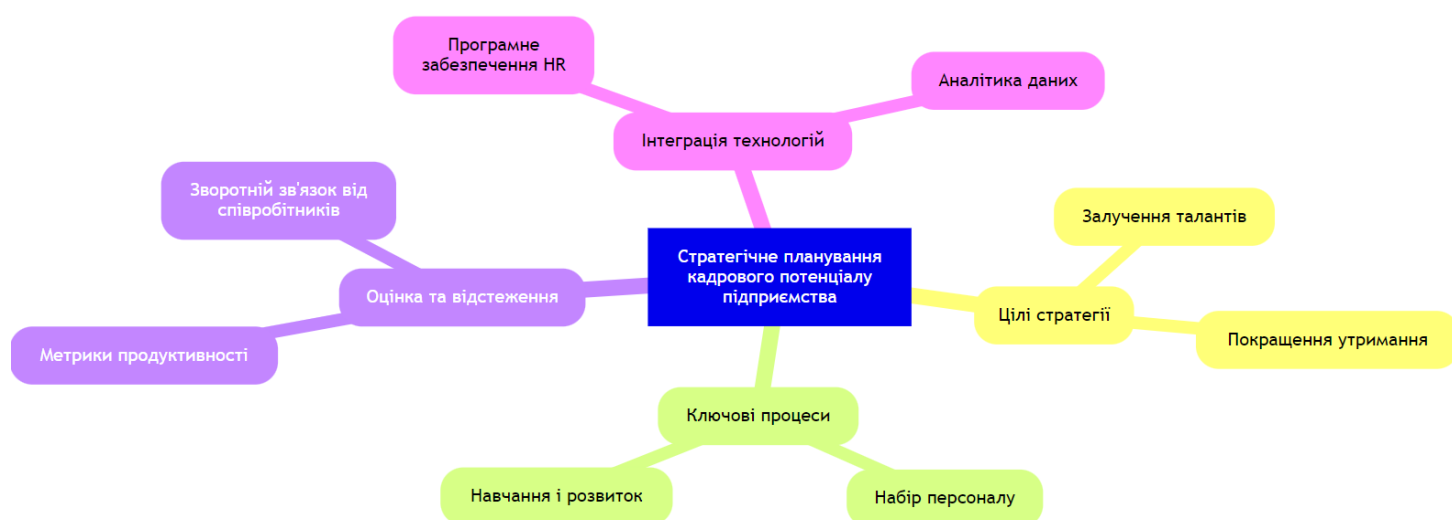 Програмне
забезпечення HR
Аналітика даних
Інтеграція технологій
Зворотній зв'язок від
співробітників
Залучення талантів
Стратегічне планування
кадрового потенціалу
підприємства
Оцінка та відстеження
Цілі стратегії
Метрики продуктивності
Покращення утримання
Ключові процеси
Навчання і розвиток
Набір персоналу